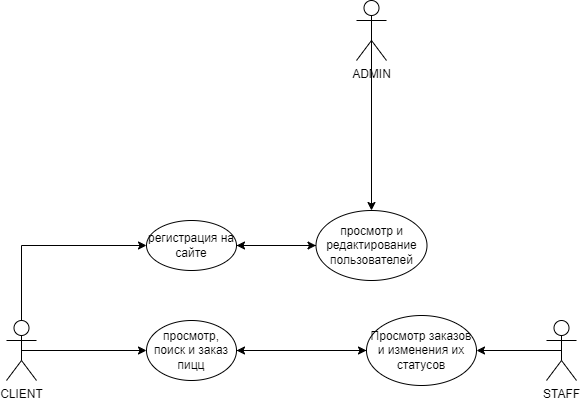 ADMIN
регистрация на
сайте
просмотр и
редактирование
пользователей
просмотр,
поиск и заказ
пицц
Просмотр заказов
и изменения их
статусов
CLIENT
STAFF